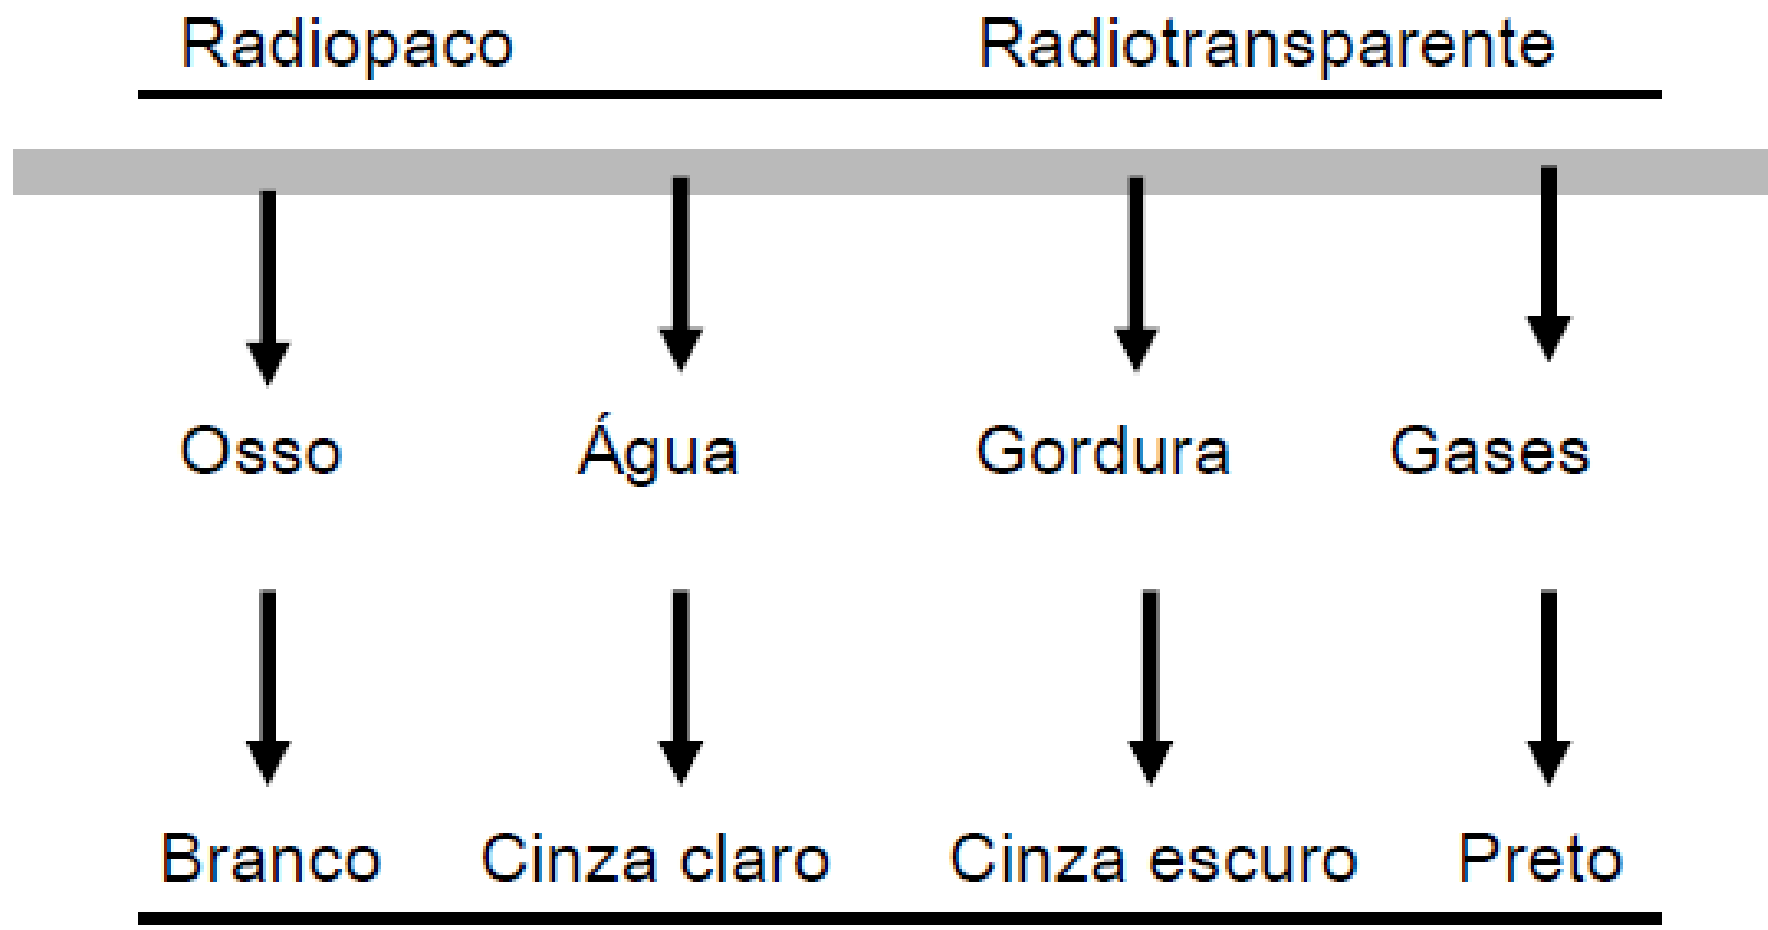 Radiopaco Radiotransparente
Osso Água Gordura Gases
Branco Cinza claro Cinza escuro Preto